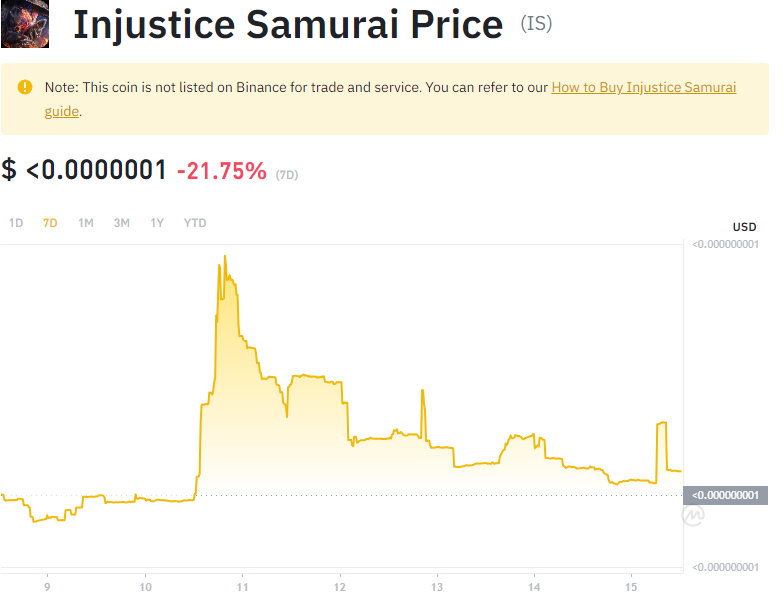 Injustice Samurai Price (IS)
Note: This coin is not listed on Binance for trade and service. You can refer to our How to Buy Injustice Samurai
guide.
$ <0.0000001 -21.75% (7D)
1D 7D 1M 3M 1Y YTD
USD
<0.000000001
<0.000000001
<0.000000001
9 10 11 12 13 14 15